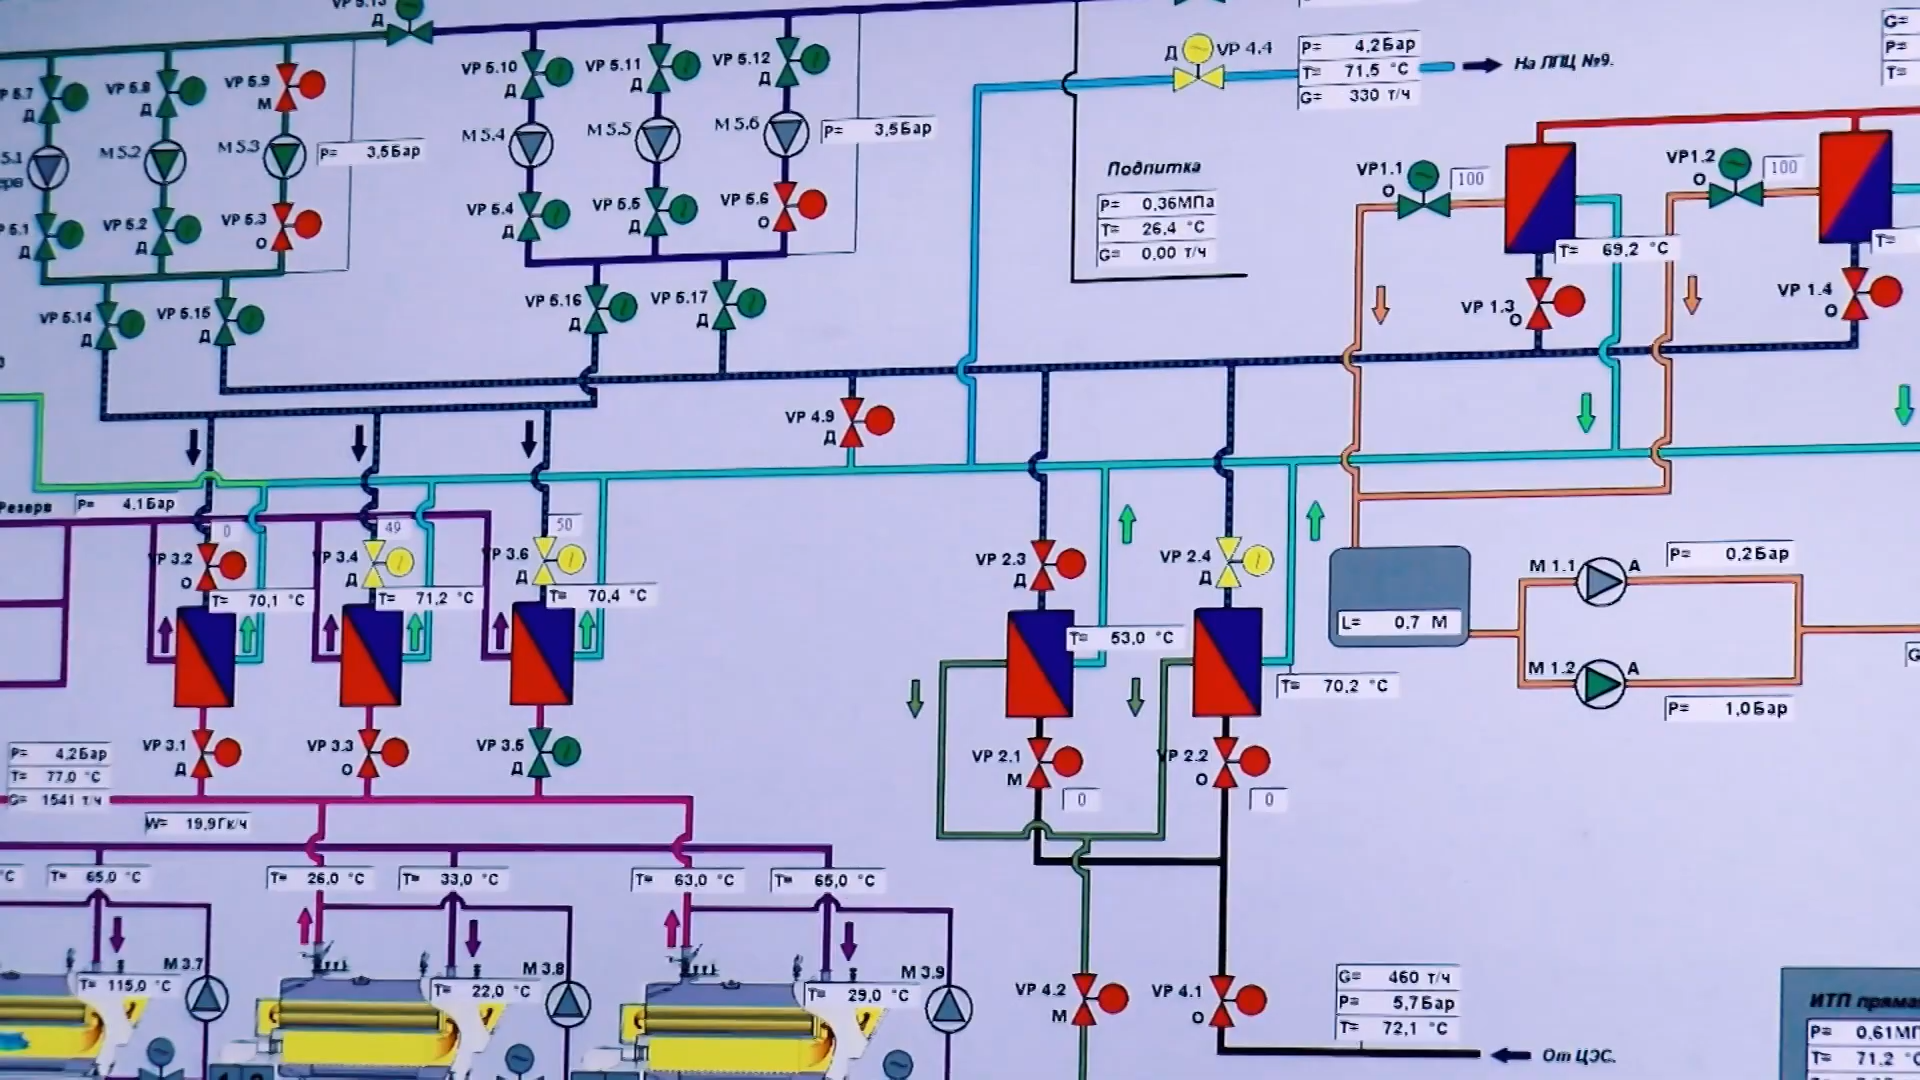 Д
VP 4.4
P= 4,2Бар
T= 71,5 °C
G= 330 т/ч
На ЛПЦ №9.
G=
P=
T=
VP 5.8
Д
VP 5.9
М
VP 5.10
Д
VP 5.11
Д
VP 5.12
Д
Д
М 5.2
М 5.3
P= 3,5Бар
М 5.4
М 5.5
М 5.6
P= 3,5Бар
Д
VP 5.2
Д
VP 5.3
О
VP 5.4
Д
VP 5.5
Д
VP 5.6
О
Подпитка
P= 0,36МПа
T= 26,4 °C
G= 0,00 т/ч
VP1.1
О
100
VP1.2
О
100
T= 69,2 °C
T=
VP 1.3
О
VP 1.4
О
VP 5.14
Д
VP 5.15
Д
VP 5.16
Д
VP 5.17
Д
VP 4.9
Д
Резерв
P= 4,1Бар
0
49
50
VP 3.2
О
VP 3.4
Д
VP 3.6
Д
T= 70,1 °C
T= 71,2 °C
T= 70,4 °C
VP 2.3
Д
VP 2.4
Д
T= 53,0 °C
T= 70,2 °C
L= 0.7 М
М 1.1
А
P= 0,2Бар
М 1.2
А
P= 1,0Бар
G
P= 4,2Бар
T= 77,0 °C
G= 1541 т/ч
VP 3.1
Д
VP 3.3
О
VP 3.5
Д
VP 2.1
М
0
VP 2.2
О
0
W= 19,9Гк/ч
°C
T= 65,0 °C
T= 26,0 °C
T= 33,0 °C
T= 63,0 °C
T= 65,0 °C
М 3.7
T= 115,0 °C
М 3.8
T= 22,0 °C
М 3.9
T= 29,0 °C
VP 4.2
М
VP 4.1
О
G= 460 т/ч
P= 5,7Бар
T= 72,1 °C
От ЦЭС.
ИТП пряма
P= 0,61МП
T= 71,2 °C